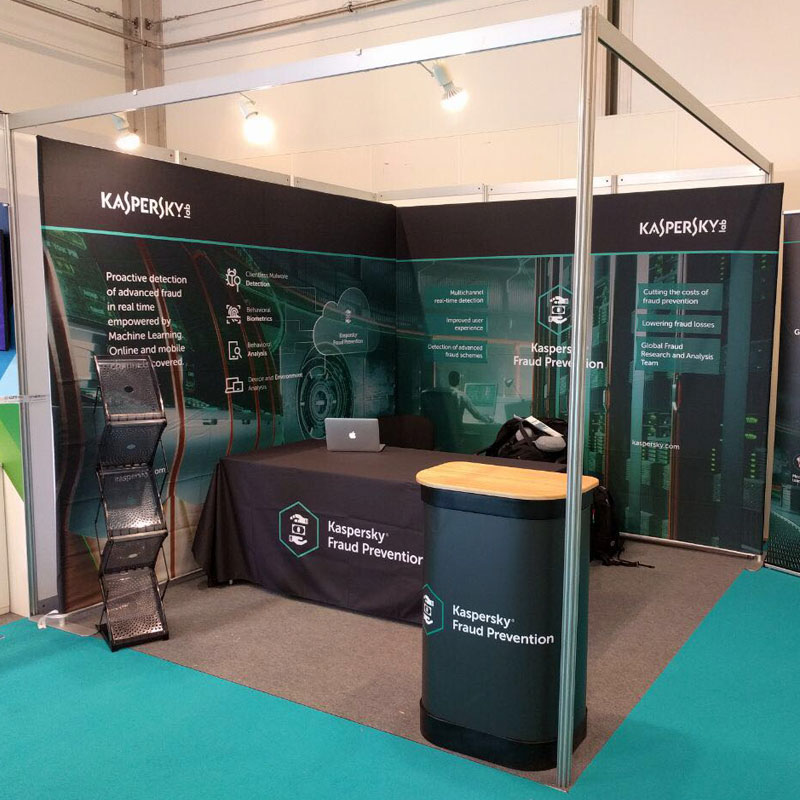 KASPERSKY lab
Proactive detection
of advanced fraud
in real time
empowered by
Machine Learning
Online and mobile
covered.
Clientless Malware
Detection
Behavioral
Biometrics
Behavior
Analysis
Device and Environment
Analysis
Kaspersky
Fraud Prevention
KASPERSKY lab
Multichannel
real-time detection
Improved user
experience
Detection of advanced
fraud schemes
Kaspersky
Fraud Prevention
Cutting the costs of
fraud prevention
Lowering fraud losses
Global Fraud
Research and Analysis
Team
kaspersky.com
Kaspersky®
Fraud Prevention
Kaspersky®
Fraud Prevention